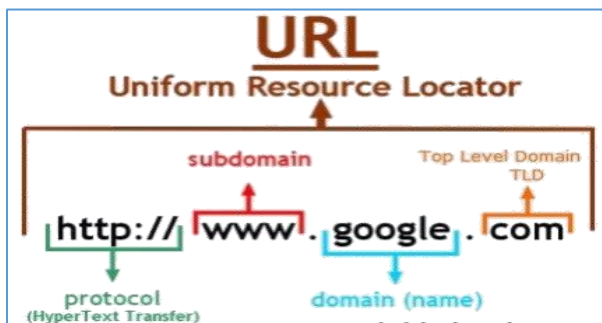 URL
Uniform Resource Locator
subdomain
Top Level Domain
TLD
http:// www . google . com
protocol
(HyperText Transfer)
domain (name)